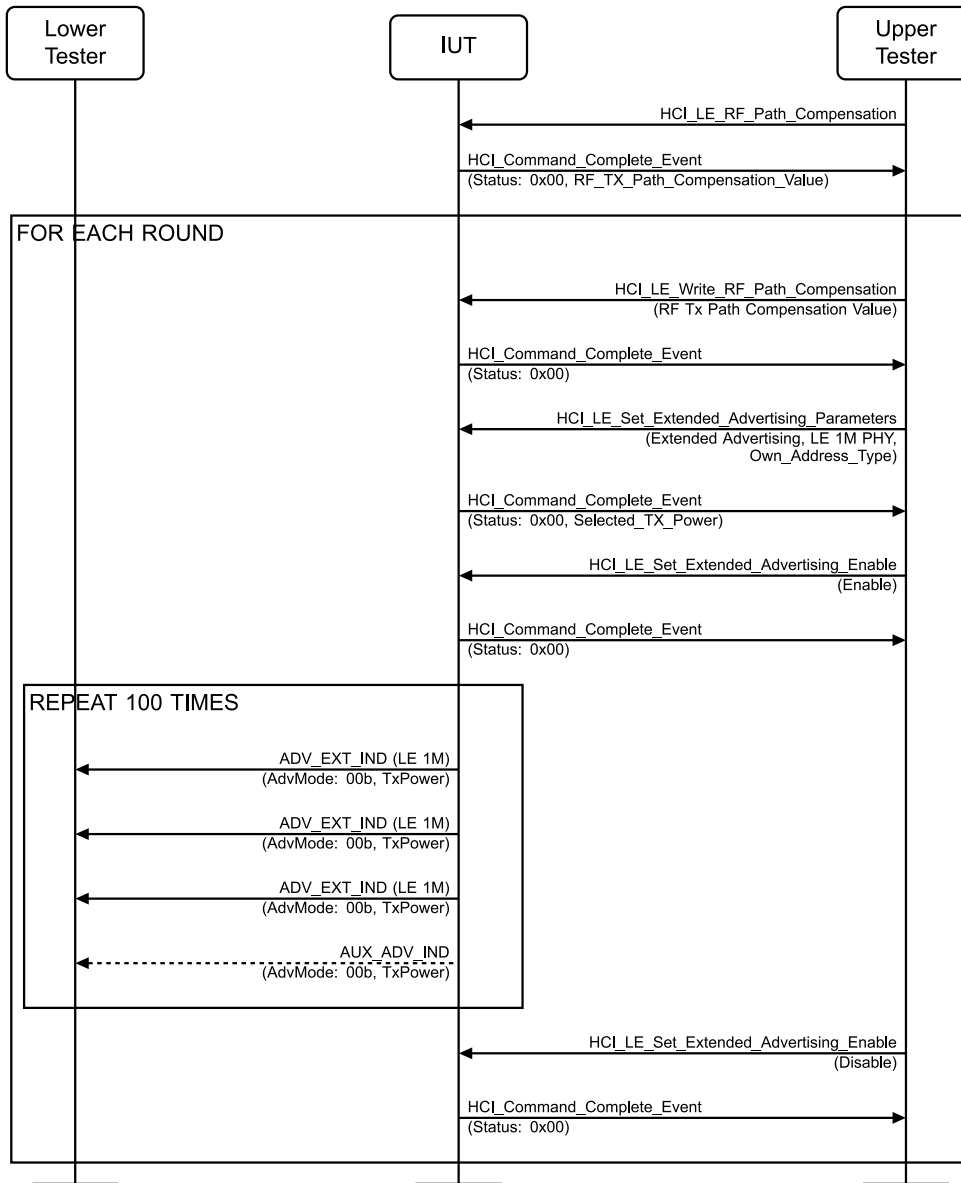 Lower
Tester
IUT
Upper
Tester
HCI_LE_RF_Path_Compensation
HCI_Command_Complete_Event
(Status: 0x00, RF_TX_Path_Compensation_Value)
FOR EACH ROUND
HCI_LE_Write_RF_Path_Compensation
(RF Tx Path Compensation Value)
HCI_Command_Complete_Event
(Status: 0x00)
HCI_LE_Set_Extended_Advertising_Parameters
(Extended Advertising, LE 1M PHY,
Own_Address_Type)
HCI_Command_Complete_Event
(Status: 0x00, Selected_TX_Power)
HCI_LE_Set_Extended_Advertising_Enable
(Enable)
HCI_Command_Complete_Event
(Status: 0x00)
REPEAT 100 TIMES
ADV_EXT_IND (LE 1M)
(AdvMode: 00b, TxPower)
ADV_EXT_IND (LE 1M)
(AdvMode: 00b, TxPower)
ADV_EXT_IND (LE 1M)
(AdvMode: 00b, TxPower)
AUX_ADV_IND
(AdvMode: 00b, TxPower)
HCI_LE_Set_Extended_Advertising_Enable
(Disable)
HCI_Command_Complete_Event
(Status: 0x00)